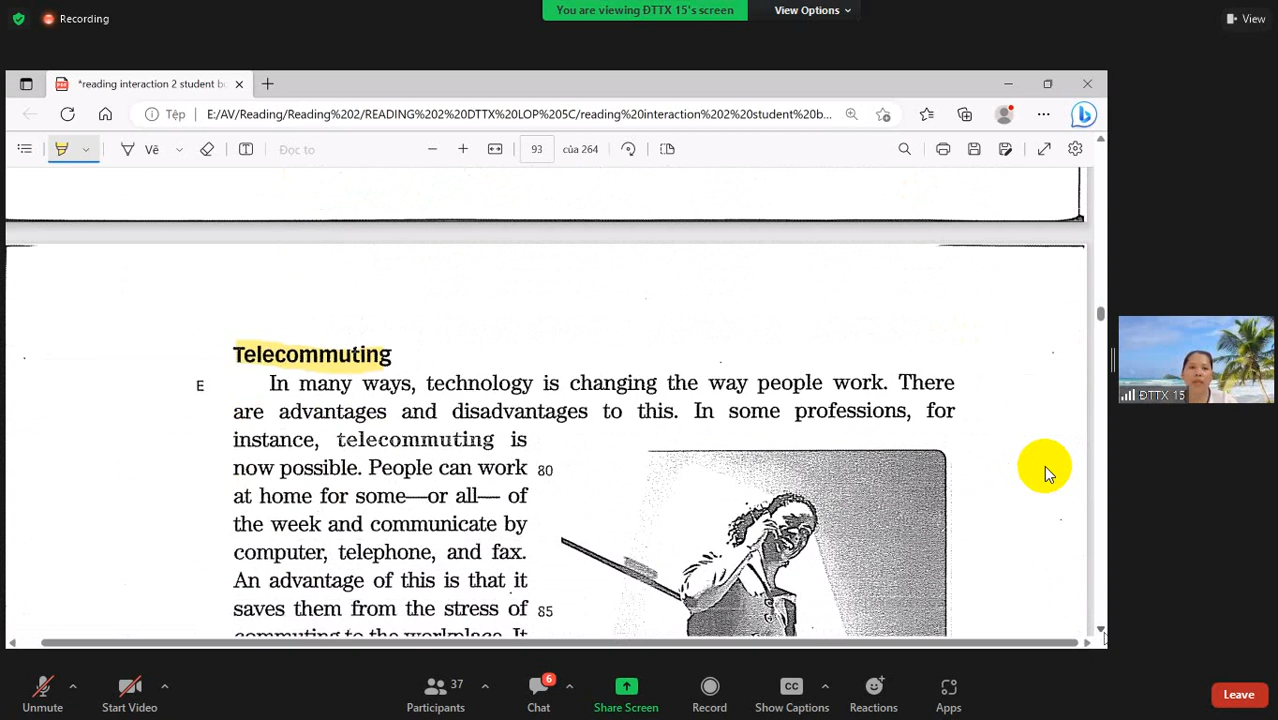 Recording
You are viewing ĐTTX 15's screen
View Options
View
*reading interaction 2 student bo
Tệp
E:/AV/Reading/Reading%202/READING%202%20DTTX%20LOP%205C/reading%20interaction%202%20student%20b...
Vẽ
Đọc to
93
của 264
Telecommuting
E
In many ways, technology is changing the way people work. There
are advantages and disadvantages to this. In some professions, for
instance, telecommuting is
now possible. People can work 80
at home for some—or all— of
the week and communicate by
computer, telephone, and fax.
An advantage of this is that it
saves them from the stress of 85
commuting to the workplace. It
ĐTTX 15
Unmute
Start Video
37
Participants
6
Chat
Share Screen
Record
CC
Show Captions
Reactions
Apps
Leave